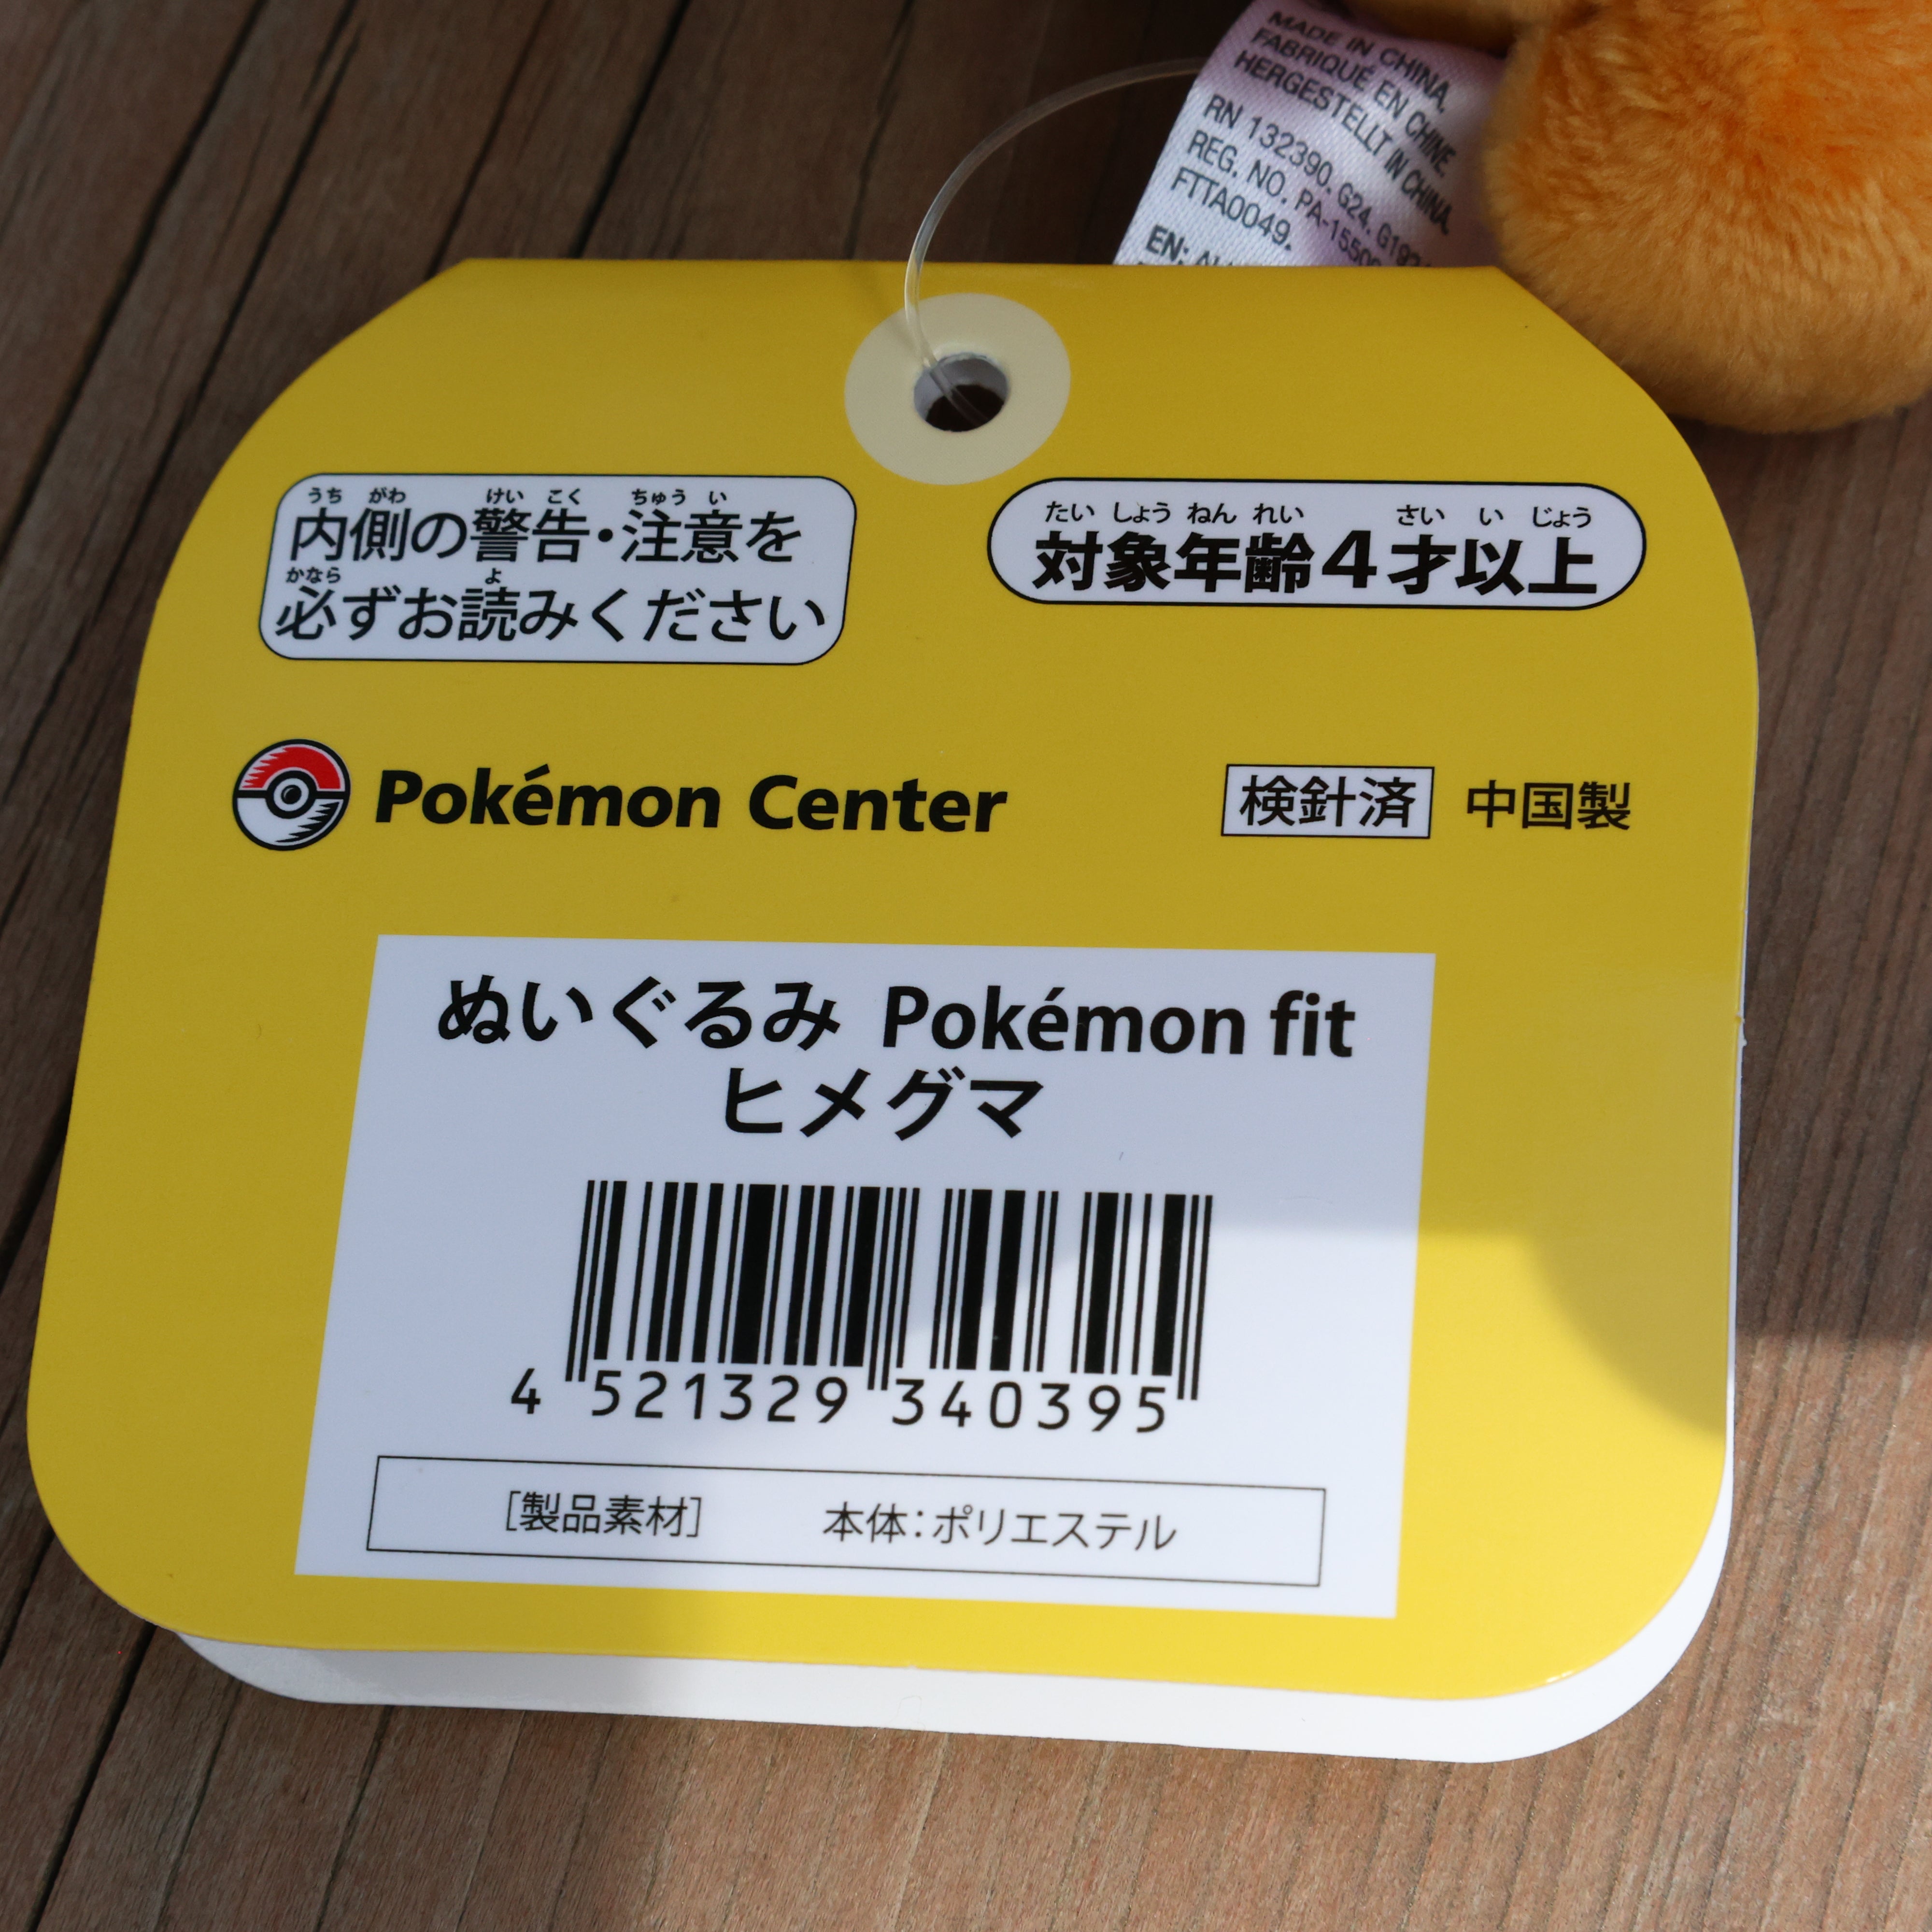 MADE IN CHINA.
FABRIQUÉ EN CHINE
HERGESTELLT IN CHINA.
RN 132390. G24.
REG. NO.
FTTA0049.
EN:
うち がわ けい こく ちゅう い
内側の警告・注意を
かなら よ
必ずお読みください
たい しょう ねん れい さい い じょう
対象年齢4才以上
Pokémon Center
検針済 中国製
ぬいぐるみ Pokémon fit
ヒメグマ
4 521329 340395
[製品素材] 本体:ポリエステル